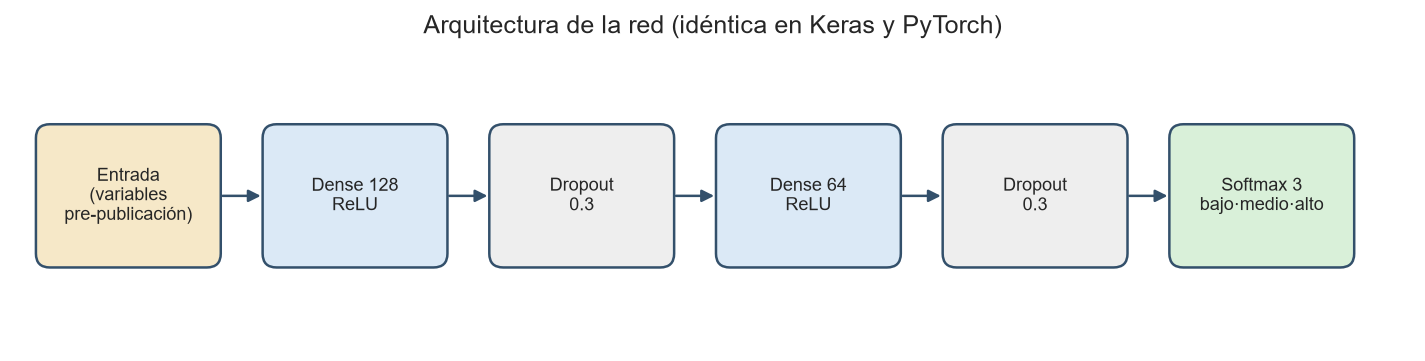 Arquitectura de la red (idéntica en Keras y PyTorch)
Entrada
(variables
pre-publicación)
Dense 128
ReLU
Dropout
0.3
Dense 64
ReLU
Dropout
0.3
Softmax 3
bajo·medio·alto